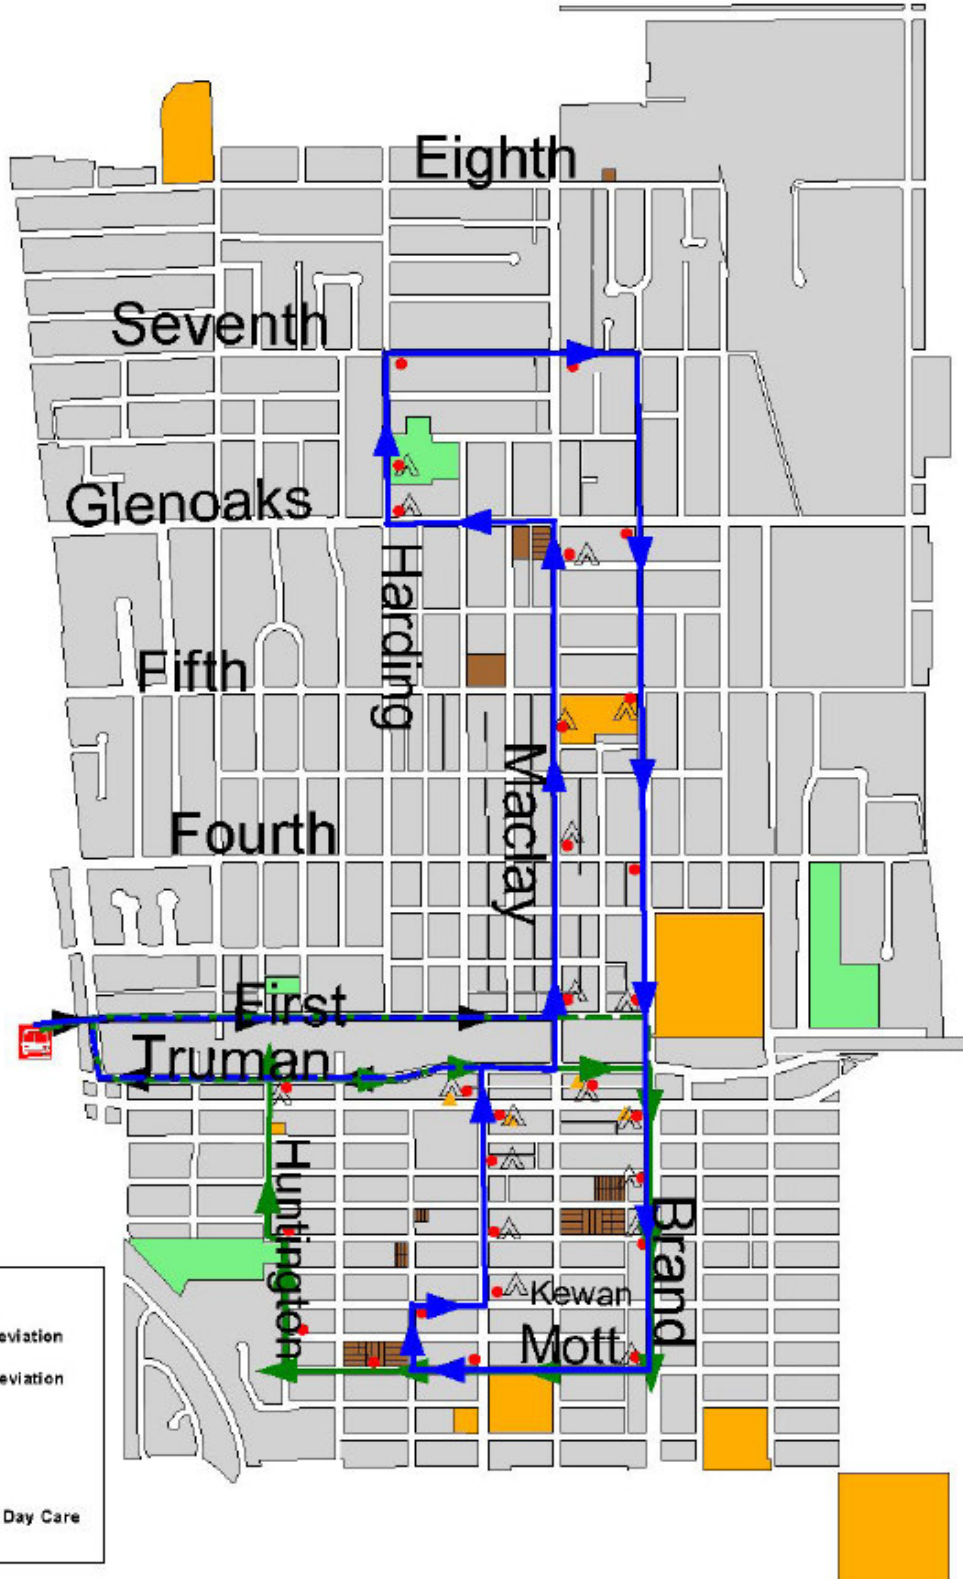 Eighth
Seventh
Glenoaks
Harding
Fifth
Maclay
Fourth
First
Truman
Huntington
Brand
Kewan
Mott
eviation
eviation
Day Care